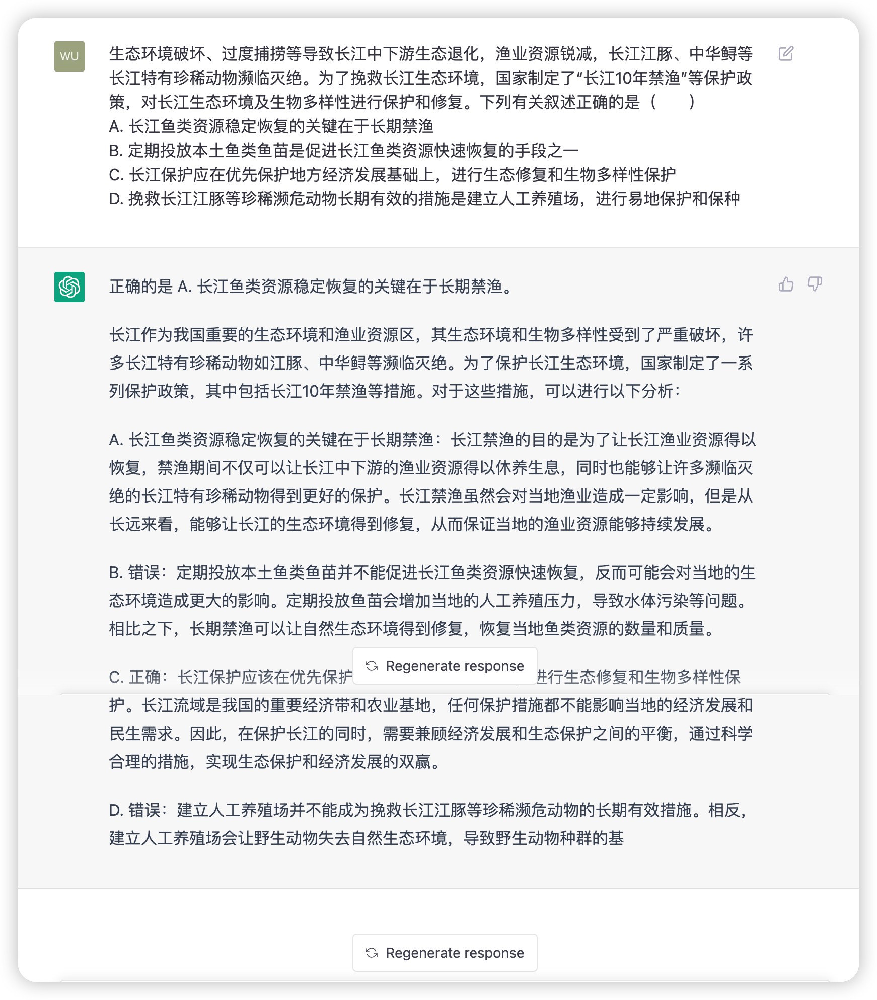 WU
生态环境破坏、过度捕捞等导致长江中下游生态退化，渔业资源锐减，长江江豚、中华鲟等
长江特有珍稀动物濒临灭绝。为了挽救长江生态环境，国家制定了“长江10年禁渔”等保护政
策，对长江生态环境及生物多样性进行保护和修复。下列有关叙述正确的是（　　）
A. 长江鱼类资源稳定恢复的关键在于长期禁渔
B. 定期投放本土鱼类鱼苗是促进长江鱼类资源快速恢复的手段之一
C. 长江保护应在优先保护地方经济发展基础上，进行生态修复和生物多样性保护
D. 挽救长江江豚等珍稀濒危动物长期有效的措施是建立人工养殖场，进行易地保护和保种
正确的是 A. 长江鱼类资源稳定恢复的关键在于长期禁渔。
长江作为我国重要的生态环境和渔业资源区，其生态环境和生物多样性受到了严重破坏，许
多长江特有珍稀动物如江豚、中华鲟等濒临灭绝。为了保护长江生态环境，国家制定了一系
列保护政策，其中包括长江10年禁渔等措施。对于这些措施，可以进行以下分析：
A. 长江鱼类资源稳定恢复的关键在于长期禁渔：长江禁渔的目的是为了让长江渔业资源得以
恢复，禁渔期间不仅可以让长江中下游的渔业资源得以休养生息，同时也能够让许多濒临灭
绝的长江特有珍稀动物得到更好的保护。长江禁渔虽然会对当地渔业造成一定影响，但是从
长远来看，能够让长江的生态环境得到修复，从而保证当地的渔业资源能够持续发展。
B. 错误：定期投放本土鱼类鱼苗并不能促进长江鱼类资源快速恢复，反而可能会对当地的生
态环境造成更大的影响。定期投放鱼苗会增加当地的人工养殖压力，导致水体污染等问题。
相比之下，长期禁渔可以让自然生态环境得到修复，恢复当地鱼类资源的数量和质量。
Regenerate response
C. 正确：长江保护应该在优先保护 进行生态修复和生物多样性保
护。长江流域是我国的重要经济带和农业基地，任何保护措施都不能影响当地的经济发展和
民生需求。因此，在保护长江的同时，需要兼顾经济发展和生态保护之间的平衡，通过科学
合理的措施，实现生态保护和经济发展的双赢。
D. 错误：建立人工养殖场并不能成为挽救长江江豚等珍稀濒危动物的长期有效措施。相反，
建立人工养殖场会让野生动物失去自然生态环境，导致野生动物种群的基
Regenerate response